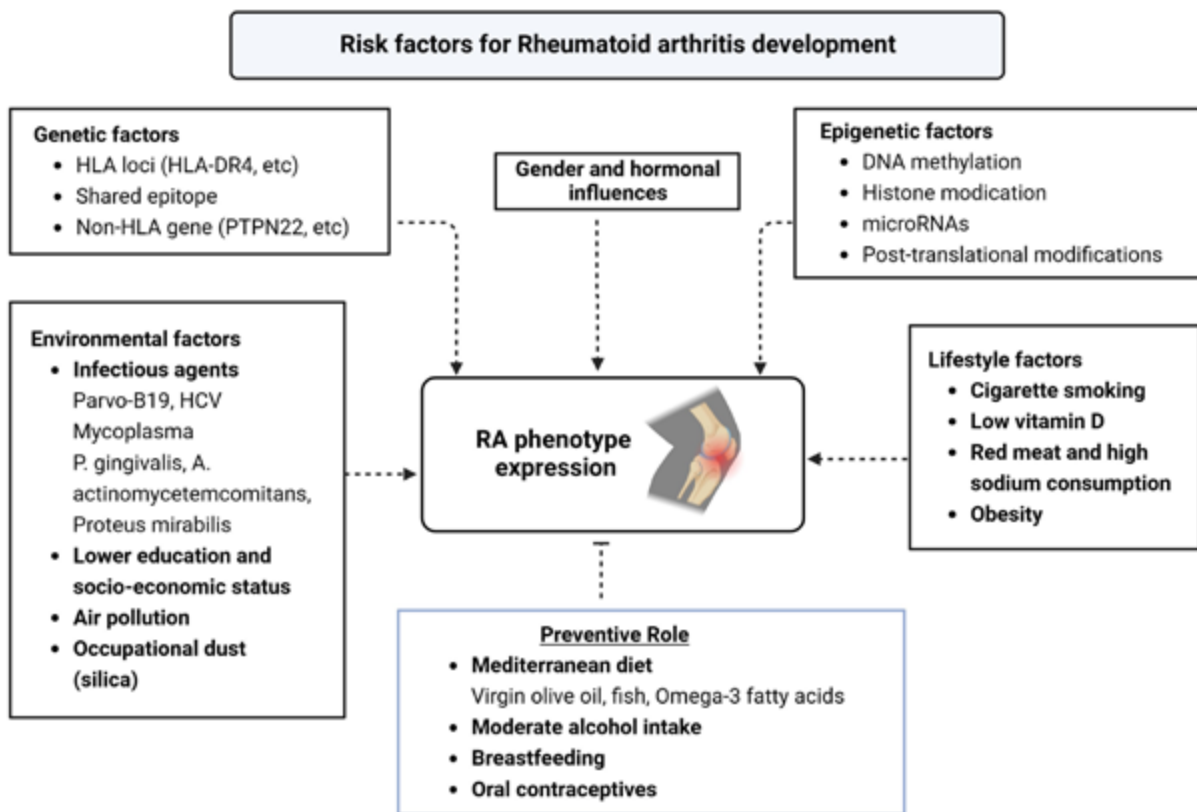 Risk factors for Rheumatoid arthritis development
Genetic factors
• HLA loci (HLA-DR4, etc)
• Shared epitope
• Non-HLA gene (PTPN22, etc)
Gender and hormonal
influences
Epigenetic factors
• DNA methylation
• Histone modication
• microRNAs
• Post-translational modifications
Environmental factors
• Infectious agents
Parvo-B19, HCV
Mycoplasma
P. gingivalis, A.
actinomycetemcomitans,
Proteus mirabilis
• Lower education and
socio-economic status
• Air pollution
• Occupational dust
(silica)
RA phenotype
expression
Lifestyle factors
• Cigarette smoking
• Low vitamin D
• Red meat and high
sodium consumption
• Obesity
Preventive Role
• Mediterranean diet
Virgin olive oil, fish, Omega-3 fatty acids
• Moderate alcohol intake
• Breastfeeding
• Oral contraceptives